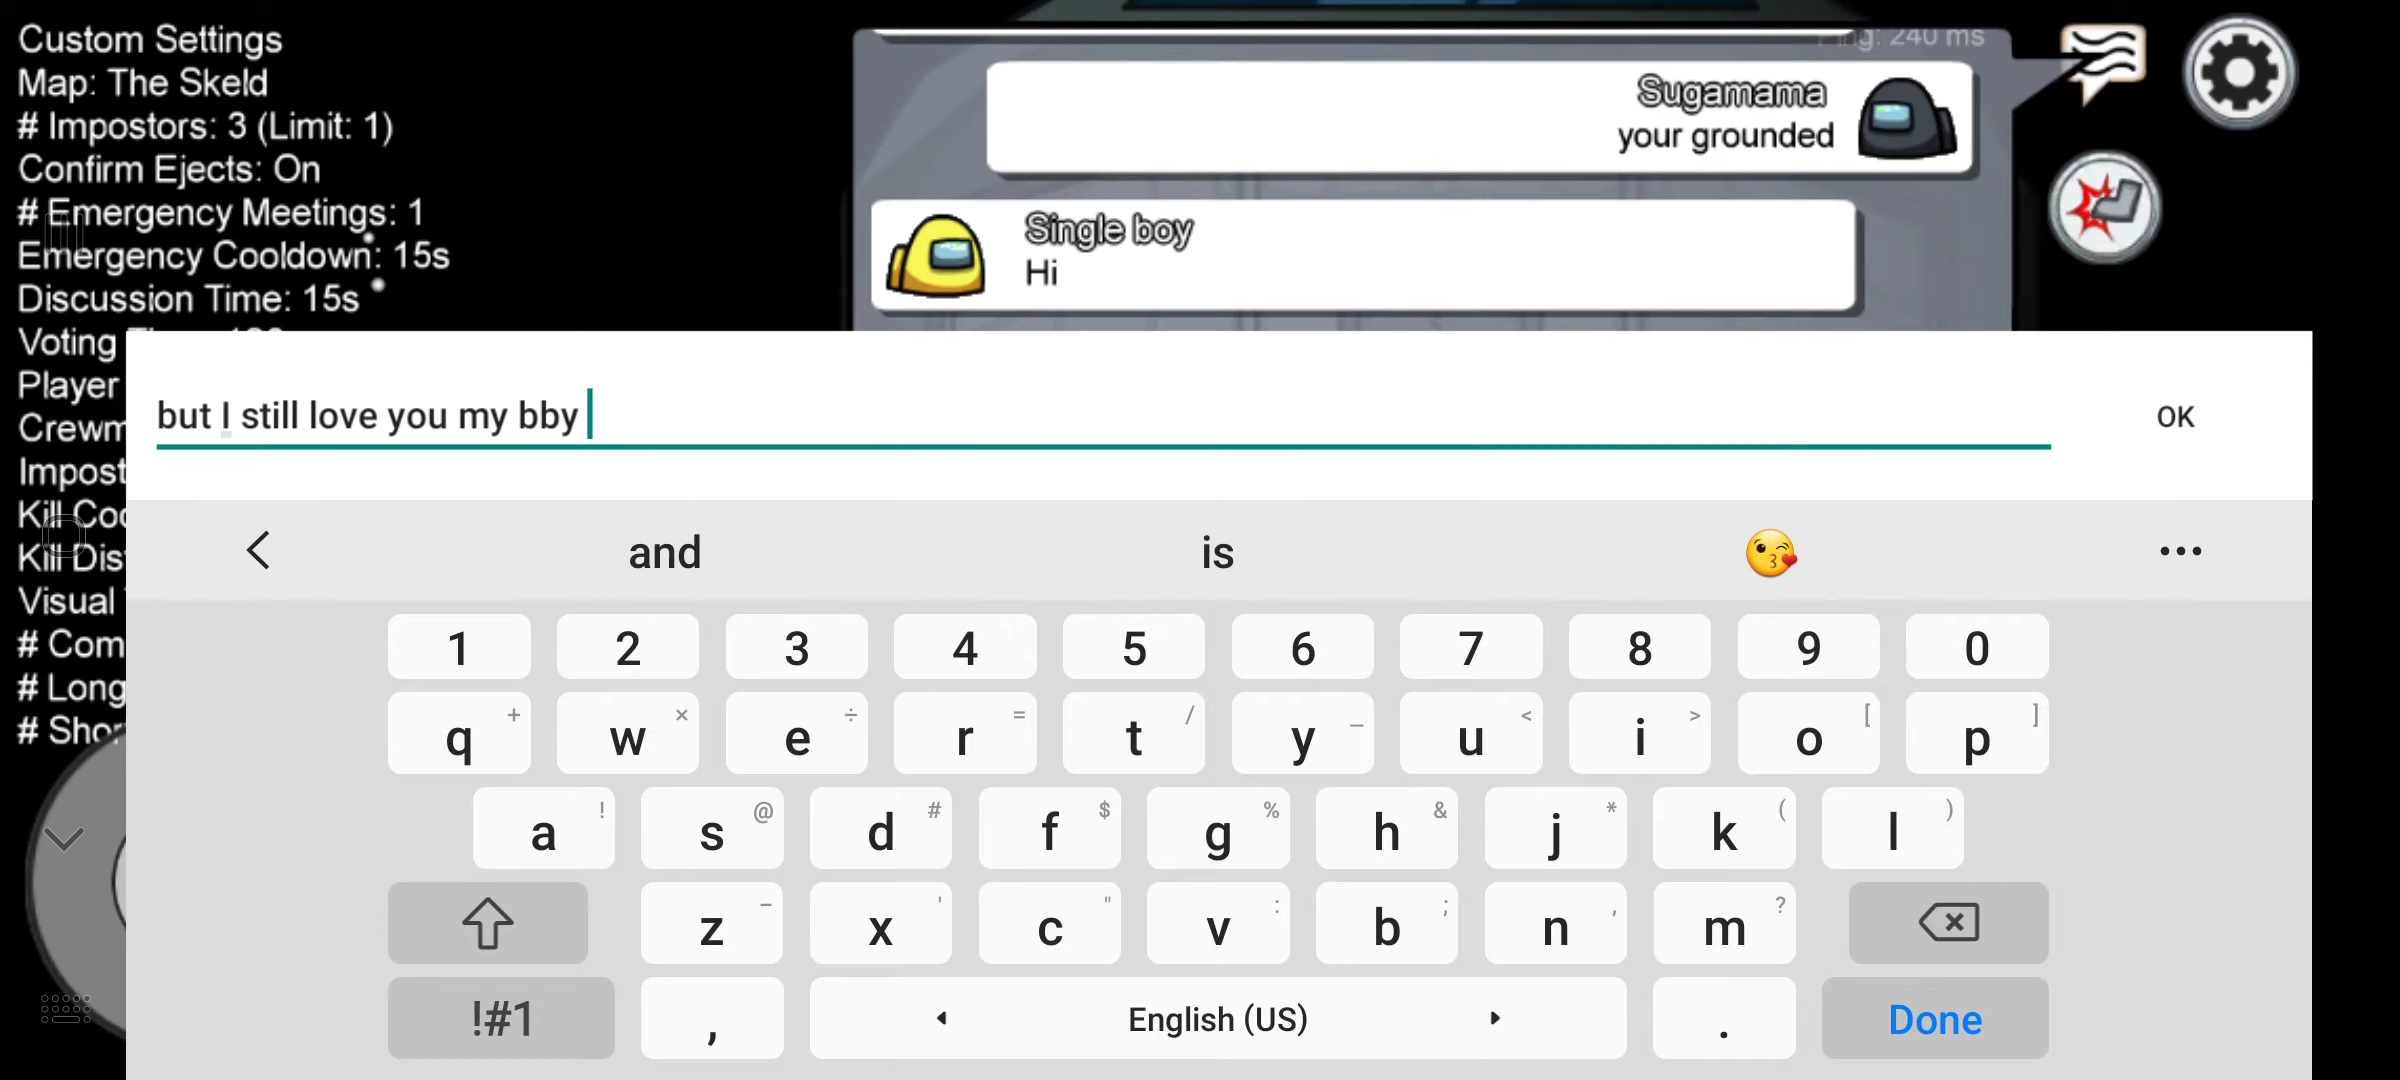 Custom Settings
Map: The Skeld
# Impostors: 3 (Limit: 1)
Confirm Ejects: On
# Emergency Meetings: 1
Emergency Cooldown: 15s
Discussion Time: 15s
Voting
Player
Crewm
Impost
Kill Coo
Kill Dis
Visual
# Com
# Long
# Shor
Ping: 240 ms
Sugamama
your grounded
Single boy
Hi
but I still love you my bby
OK
and is 😘 •••
1 2 3 4 5 6 7 8 9 0
+ × ÷ = / _ < > [ ]
q w e r t y u i o p
! @ # $ % & * ( )
a s d f g h j k l
- ' " : ; , ?
z x c v b n m
!#1 , English (US) . Done